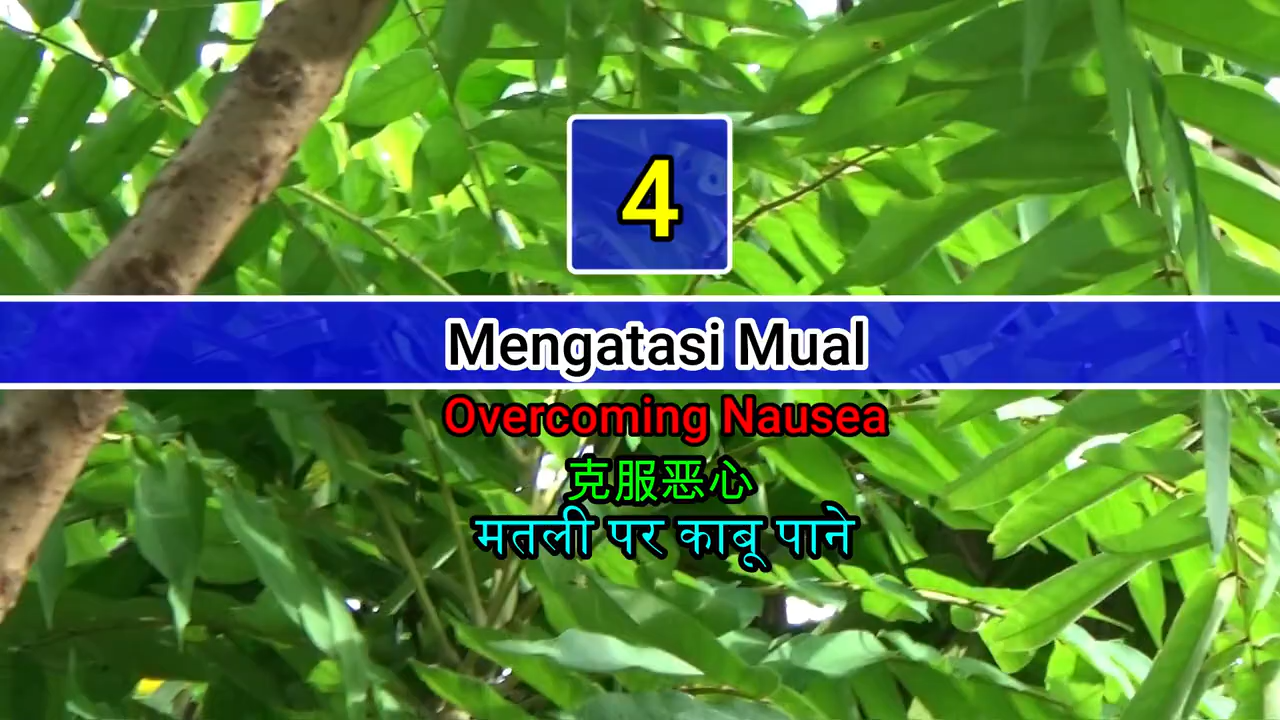 4
Mengatasi Mual
Overcoming Nausea
克服恶心
मतली पर काबू पाने